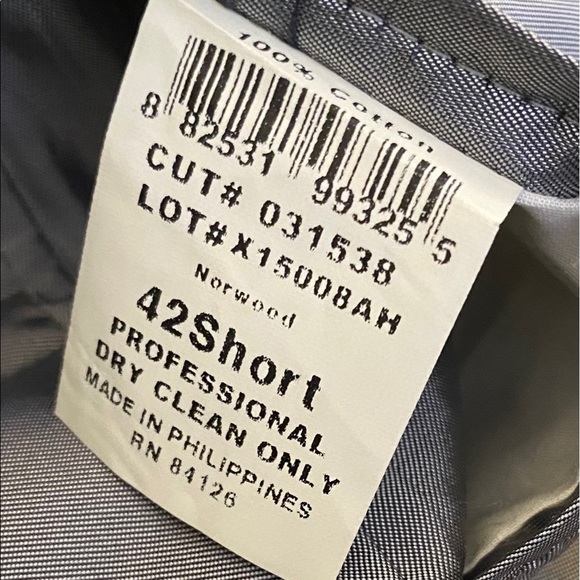 100% Cotton
8 82531 99325 5
CUT# 031538
LOT#X15008AH
Norwood
42Short
PROFESSIONAL
DRY CLEAN ONLY
MADE IN PHILIPPINES
RN 84126